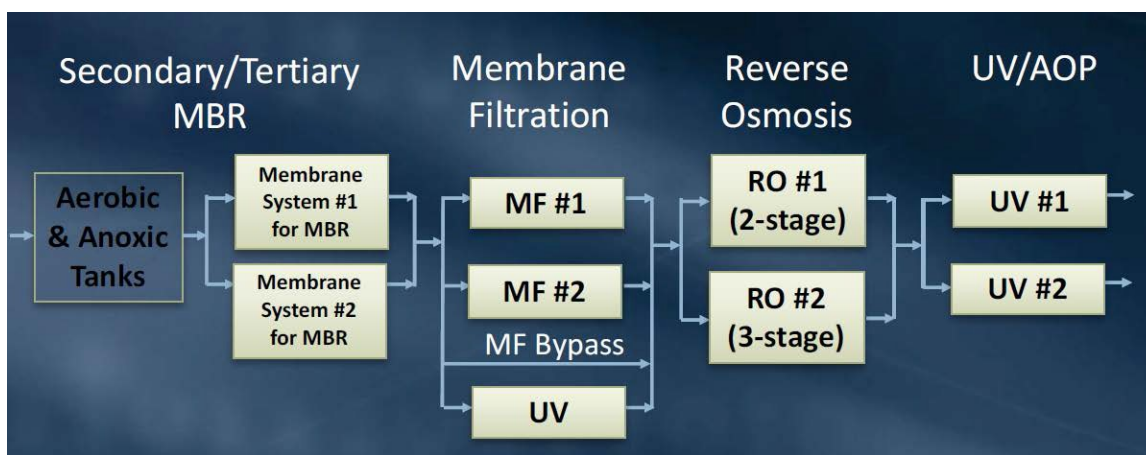 Secondary/Tertiary
MBR
Membrane
Filtration
Reverse
Osmosis
UV/AOP
Aerobic
& Anoxic
Tanks
Membrane
System #1
for MBR
Membrane
System #2
for MBR
MF #1
MF #2
MF Bypass
UV
RO #1
(2-stage)
RO #2
(3-stage)
UV #1
UV #2